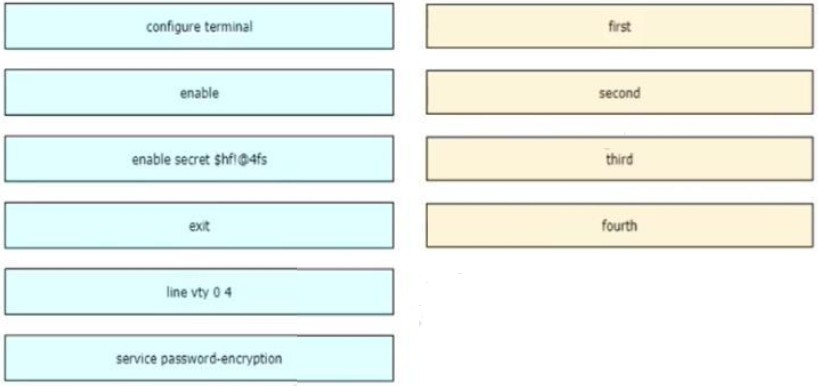 configure terminal
first
enable
second
enable secret $hf!@4fs
third
exit
fourth
line vty 0 4
service password-encryption